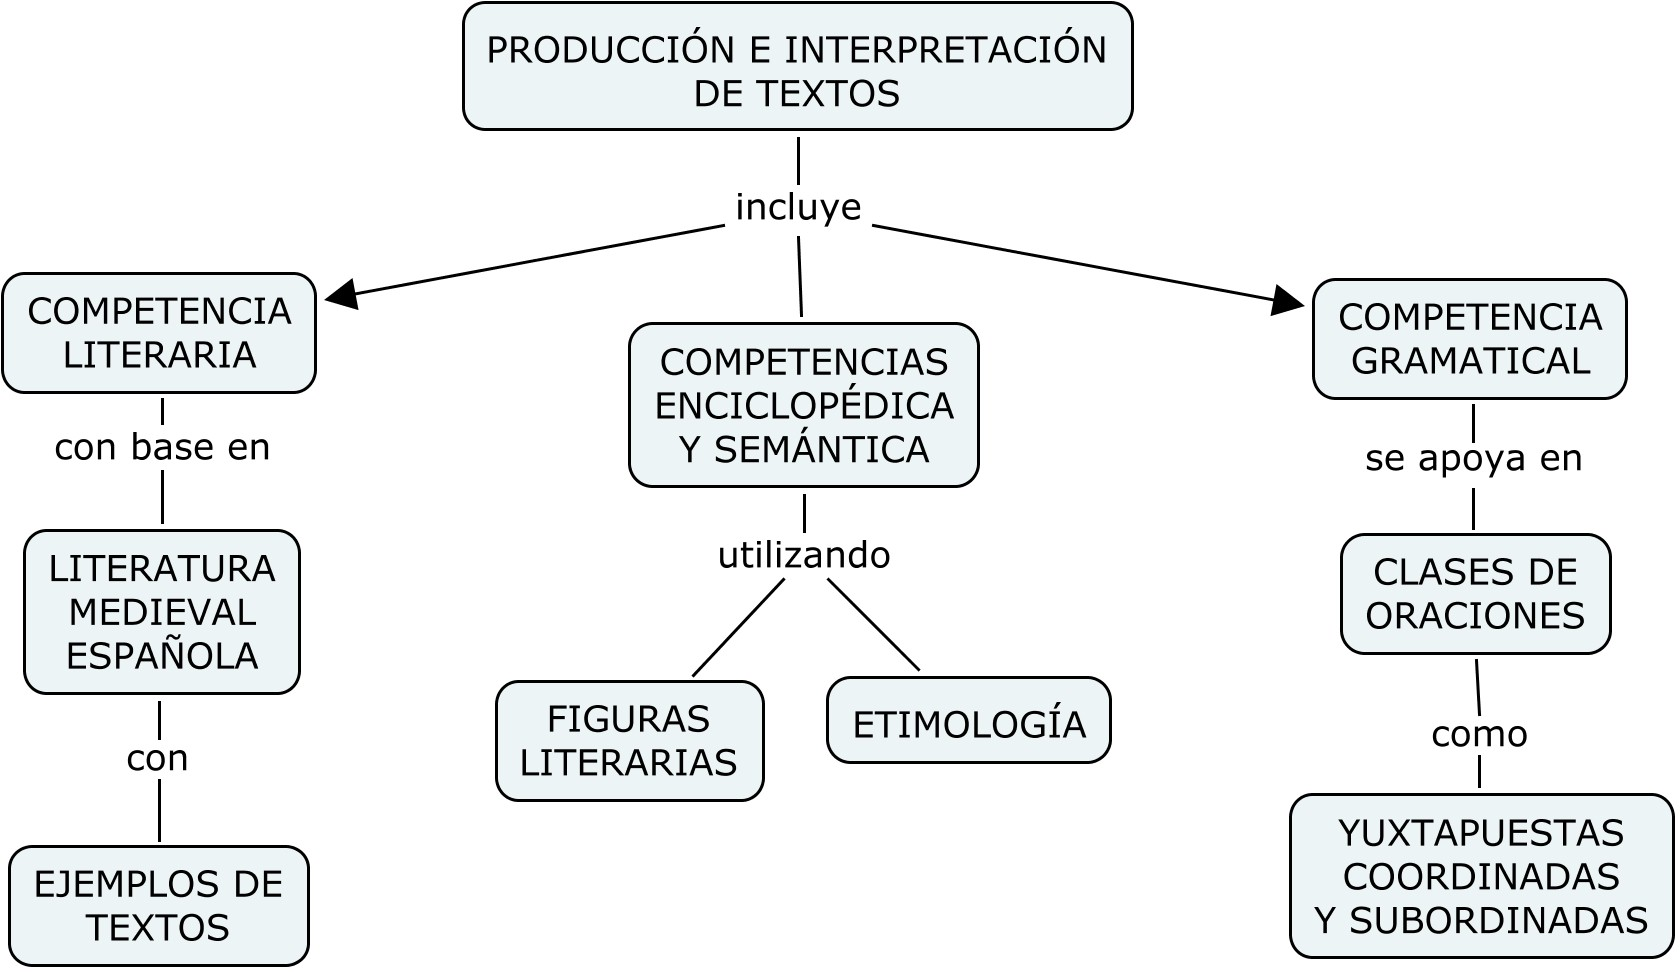 PRODUCCIÓN E INTERPRETACIÓN
DE TEXTOS
incluye
COMPETENCIA
LITERARIA
con base en
LITERATURA
MEDIEVAL
ESPAÑOLA
con
EJEMPLOS DE
TEXTOS
COMPETENCIAS
ENCICLOPÉDICA
Y SEMÁNTICA
utilizando
FIGURAS
LITERARIAS
ETIMOLOGÍA
COMPETENCIA
GRAMATICAL
se apoya en
CLASES DE
ORACIONES
como
YUXTAPUESTAS
COORDINADAS
Y SUBORDINADAS